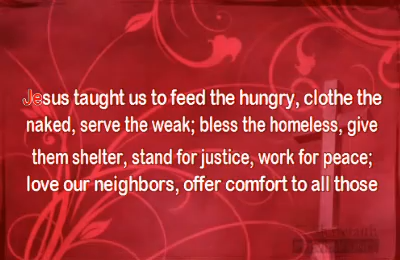 Jesus taught us to feed the hungry, clothe the
naked, serve the weak; bless the homeless, give
them shelter, stand for justice, work for peace;
love our neighbors, offer comfort to all those